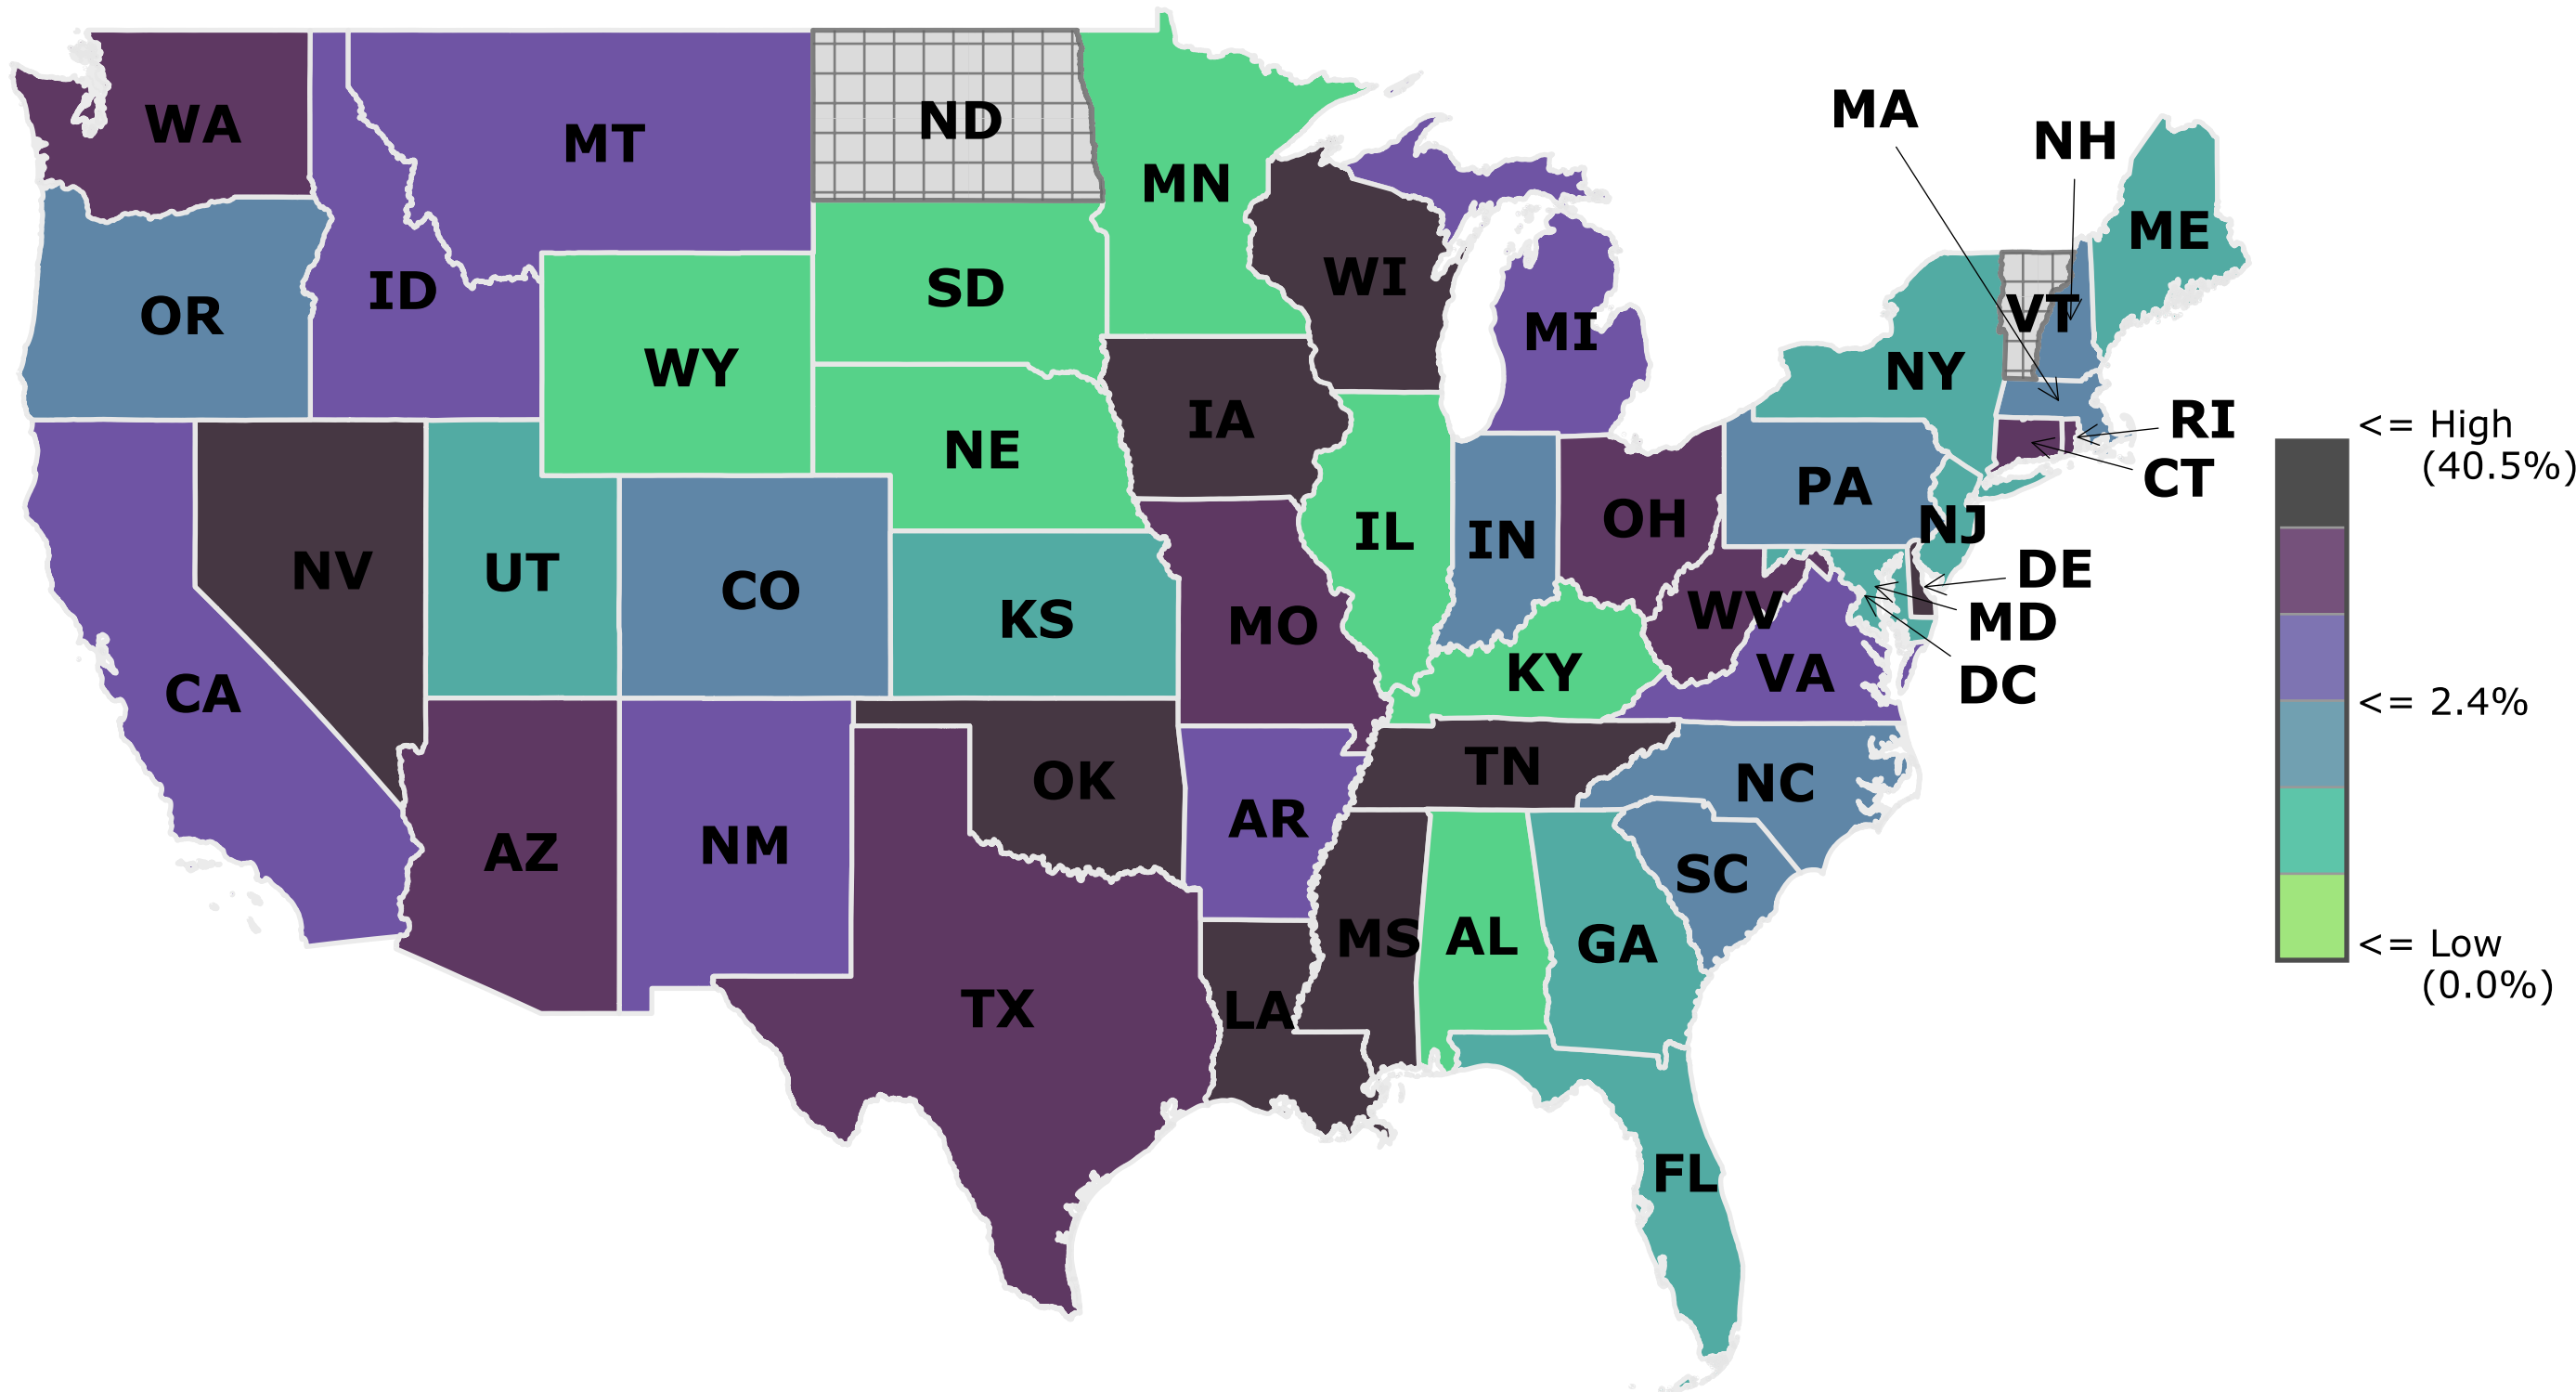 MA
NH
WA
ND
MT
MN
ME
WI
SD
ID
OR
VT
MI
WY
NY
IA
RI
<= High
(40.5%)
NE
CT
PA
IL
OH
IN
NJ
NV
UT
DE
CO
WV
KS
MO
MD
KY
VA
DC
CA
<= 2.4%
TN
OK
NC
AR
NM
AZ
SC
MS
AL
GA
<= Low
(0.0%)
TX
LA
FL